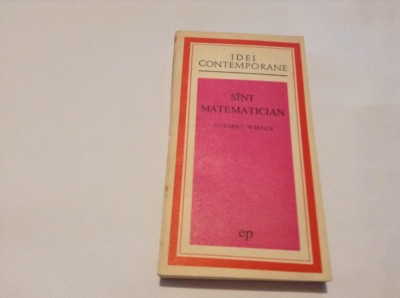 IDEI
CONTEMPORANE
SÎNT
MATEMATICIAN
NORBERT WIENER
ep